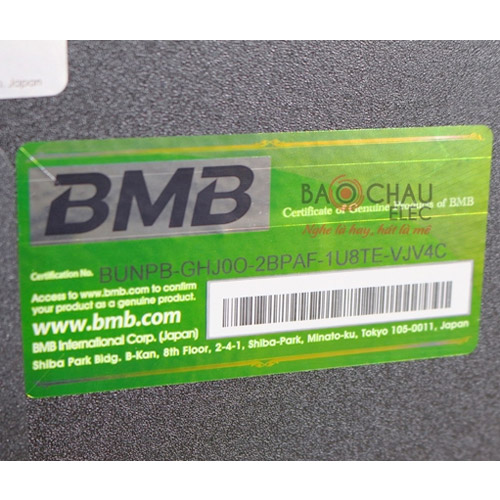 , Japan
BMB
BAO CHAU
ELEC
Certificate of Genuine Product of BMB
Nghe là huy, hát là mê
Certification No. BUNPB-GHJ0O-2BPAF-1U8TE-VJV4C
Access to www.bmb.com to confirm
your product as a genuine product.
www.bmb.com
BMB International Corp. (Japan)
Shiba Park Bldg. B-Kan, 8th Floor, 2-4-1, Shiba-Park, Minato-ku, Tokyo 105-0011, Japan